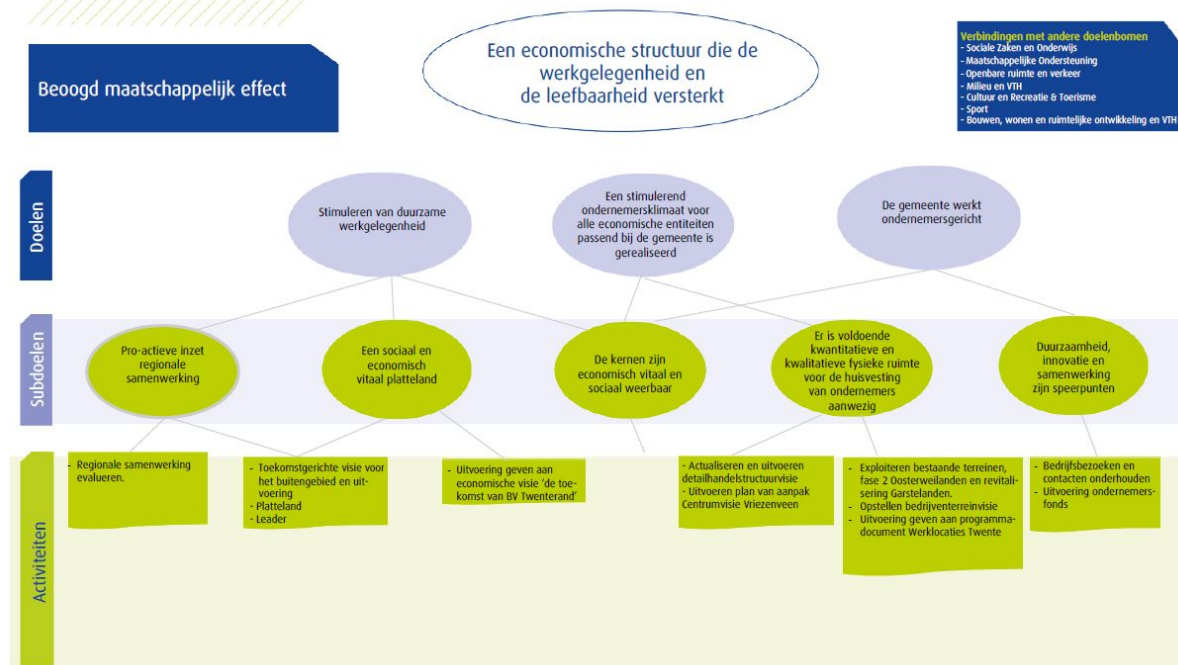 Beoogd maatschappelijk effect
Een economische structuur die de
werkgelegenheid en
de leefbaarheid versterkt
Verbindingen met andere doelenbomen
- Sociale Zaken en Onderwijs
- Maatschappelijke Ondersteuning
- Openbare ruimte en verkeer
- Milieu en VTH
- Cultuur en Recreatie & Toerisme
- Sport
- Bouwen, wonen en ruimtelijke ontwikkeling en VTH
Doelen
Stimuleren van duurzame
werkgelegenheid
Een stimulerend
ondernemersklimaat voor
alle economische entiteiten
passend bij de gemeente is
gerealiseerd
De gemeente werkt
ondernemersgericht
Subdoelen
Pro-actieve inzet
regionale
samenwerking
Een sociaal en
economisch
vitaal platteland
De kernen zijn
economisch vitaal en
sociaal weerbaar
Er is voldoende
kwantitatieve en
kwalitatieve fysieke ruimte
voor de huisvesting
van ondernemers
aanwezig
Duurzaamheid,
innovatie en
samenwerking
zijn speerpunten
Activiteiten
- Regionale samenwerking
evalueren.
- Toekomstgerichte visie voor
het buitengebied en uit-
voering
- Platteland
- Leader
- Uitvoering geven aan
economische visie 'de toe-
komst van BV Twenterand'
- Actualiseren en uitvoeren
detailhandelstructuurvisie
- Uitvoeren plan van aanpak
Centrumvisie Vriezenveen
- Exploiteren bestaande terreinen,
fase 2 Oosterweilanden en revitali-
sering Garstelanden.
- Opstellen bedrijventerreinvisie
- Uitvoering geven aan programma-
document Werklocaties Twente
- Bedrijfsbezoeken en
contacten onderhouden
- Uitvoering ondernemers-
fonds